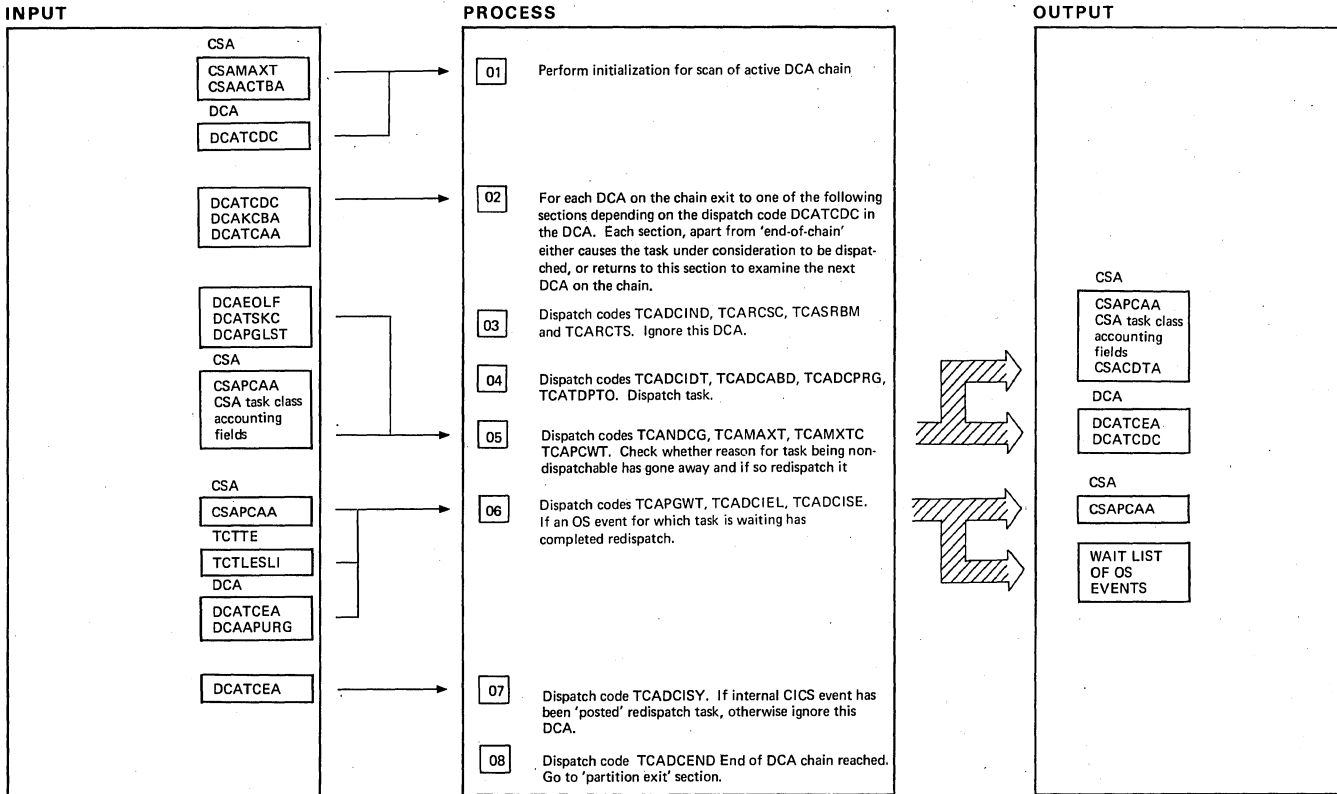 INPUT
CSA
CSAMAXT
CSAACTBA
DCA
DCATCDC
DCATCDC
DCAKCBA
DCATCAA
DCAEOLF
DCATSKC
DCAPGLST
CSA
CSAPCAA
CSA task class
accounting
fields
CSA
CSAPCAA
TCTTE
TCTLESLI
DCA
DCATCEA
DCAAPURG
DCATCEA
PROCESS
01
Perform initialization for scan of active DCA chain
02
For each DCA on the chain exit to one of the following
sections depending on the dispatch code DCATCDC in
the DCA. Each section, apart from 'end-of-chain'
either causes the task under consideration to be dispat-
ched, or returns to this section to examine the next
DCA on the chain.
03
Dispatch codes TCADCIND, TCARCSC, TCASRBM
and TCARCTS. Ignore this DCA.
04
Dispatch codes TCADCIDT, TCADCABD, TCADCPRG,
TCATDPTO. Dispatch task.
05
Dispatch codes TCANDCG, TCAMAXT, TCAMXTC
TCAPCWT. Check whether reason for task being non-
dispatchable has gone away and if so redispatch it
06
Dispatch codes TCAPGWT, TCADCIEL, TCADCISE.
If an OS event for which task is waiting has
completed redispatch.
07
Dispatch code TCADCISY. If internal CICS event has
been 'posted' redispatch task, otherwise ignore this
DCA.
08
Dispatch code TCADCEND End of DCA chain reached.
Go to 'partition exit' section.
OUTPUT
CSA
CSAPCAA
CSA task class
accounting
fields
CSACDTA
DCA
DCATCEA
DCATCDC
CSA
CSAPCAA
WAIT LIST
OF OS
EVENTS